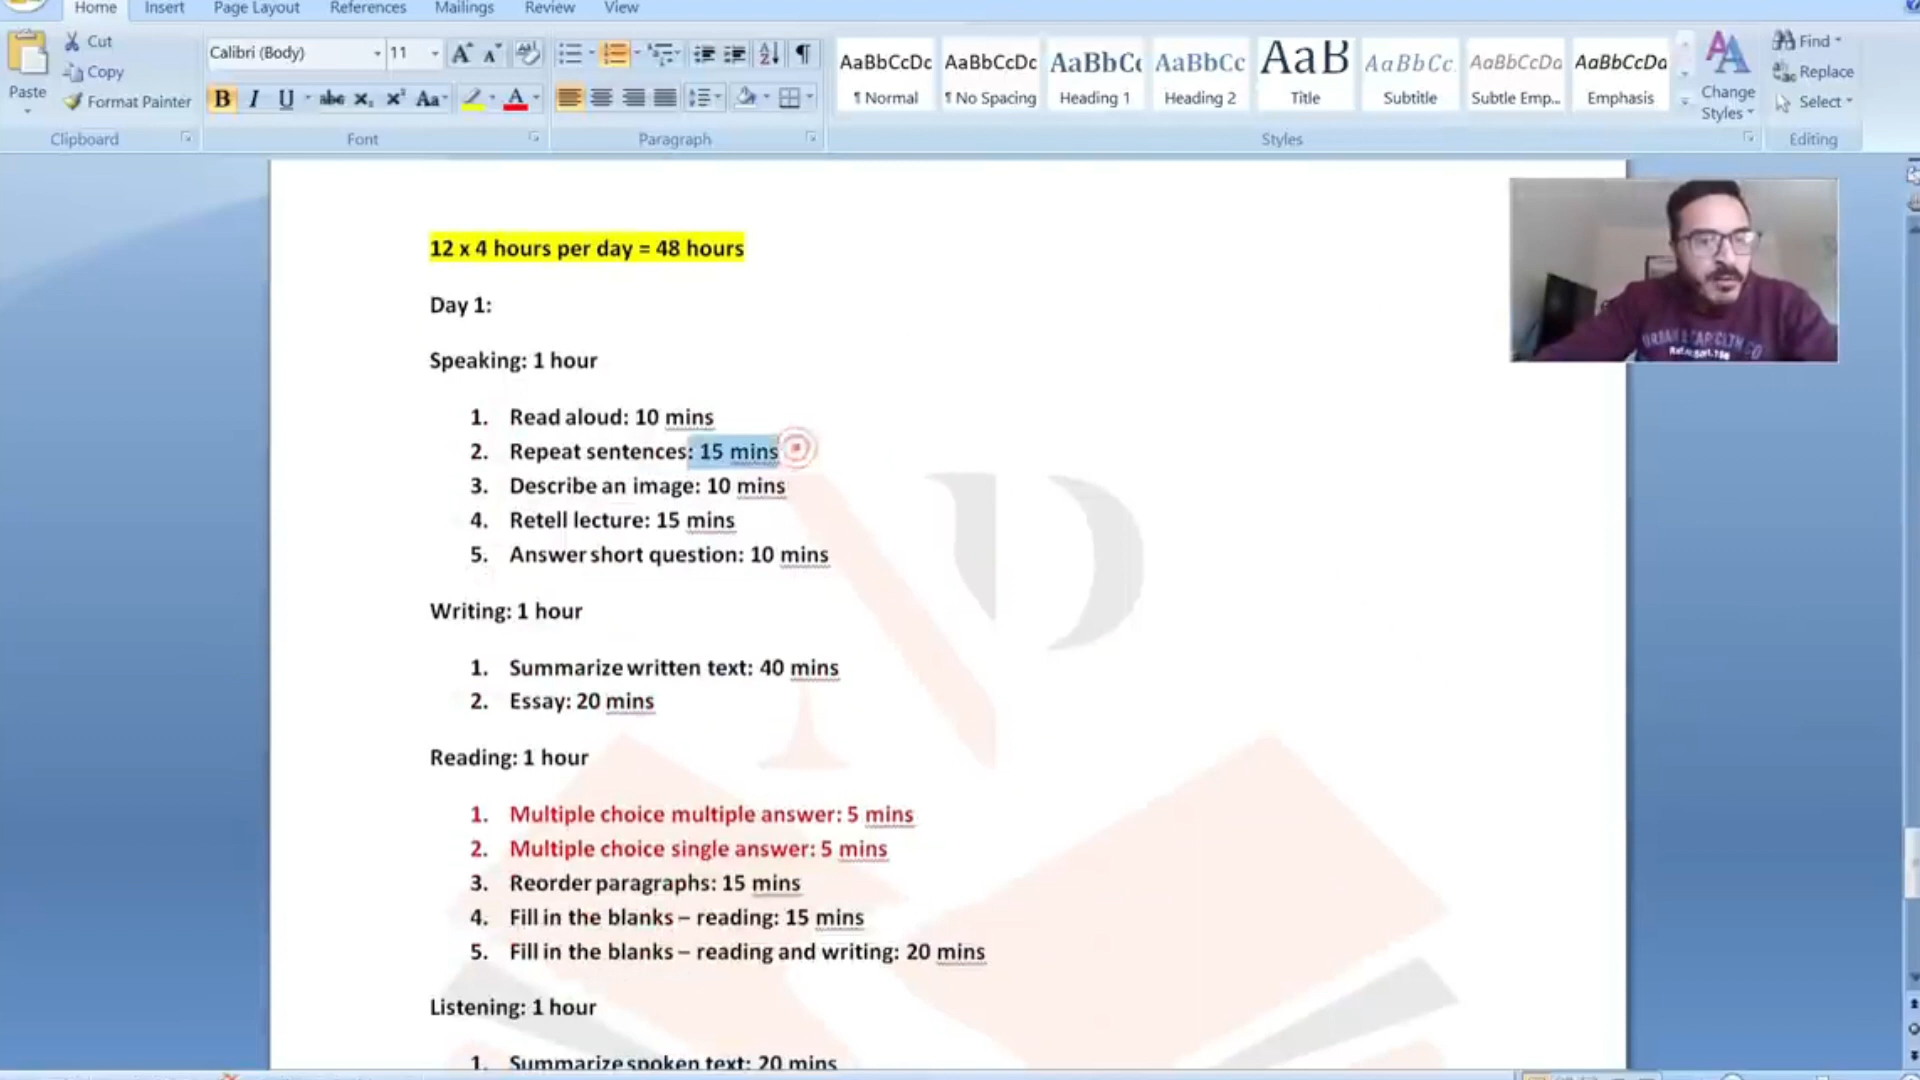 Home Insert Page Layout References Mailings Review View
Cut
Calibri (Body) 11
AaBbCcDc AaBbCcDc AaBbCc AaB AaBbCc. AaBbCcDa AaBbCcDa
Find
Copy
Replace
Paste
Format Painter
B I U abc x₂ x² Aa A
¶ Normal ¶ No Spacing Heading 1 Heading 2 Title Subtitle Subtle Emp... Emphasis
Change Styles
Select
Clipboard Font Paragraph Styles Editing
12 x 4 hours per day = 48 hours
Day 1:
Speaking: 1 hour
1. Read aloud: 10 mins
2. Repeat sentences: 15 mins
3. Describe an image: 10 mins
4. Retell lecture: 15 mins
5. Answer short question: 10 mins
Writing: 1 hour
1. Summarize written text: 40 mins
2. Essay: 20 mins
Reading: 1 hour
1. Multiple choice multiple answer: 5 mins
2. Multiple choice single answer: 5 mins
3. Reorder paragraphs: 15 mins
4. Fill in the blanks – reading: 15 mins
5. Fill in the blanks – reading and writing: 20 mins
Listening: 1 hour
1. Summarize spoken text: 20 mins